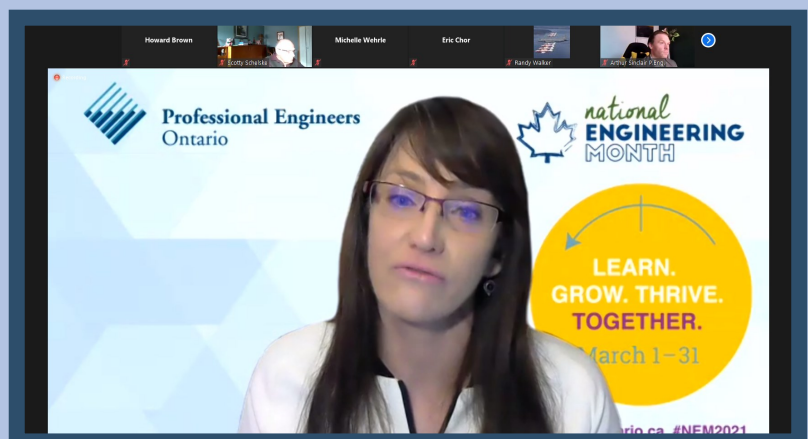 Howard Brown
Scotty Schelske
Michelle Wehrle
Eric Chor
Randy Walker
Arthur Sinclair P.Eng.
Professional Engineers
Ontario
national
ENGINEERING
MONTH
LEARN.
GROW. THRIVE.
TOGETHER.
March 1–31
#NEM2021